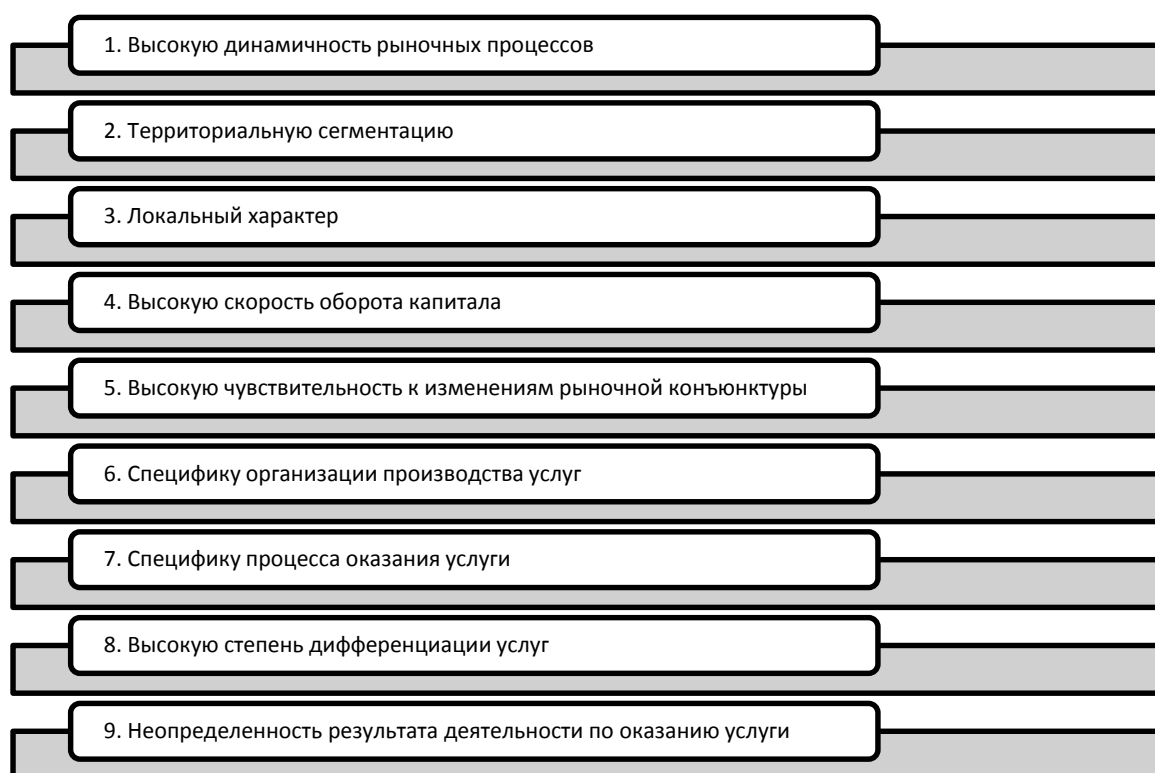 1. Высокую динамичность рыночных процессов
2. Территориальную сегментацию
3. Локальный характер
4. Высокую скорость оборота капитала
5. Высокую чувствительность к изменениям рыночной конъюнктуры
6. Специфику организации производства услуг
7. Специфику процесса оказания услуги
8. Высокую степень дифференциации услуг
9. Неопределенность результата деятельности по оказанию услуги